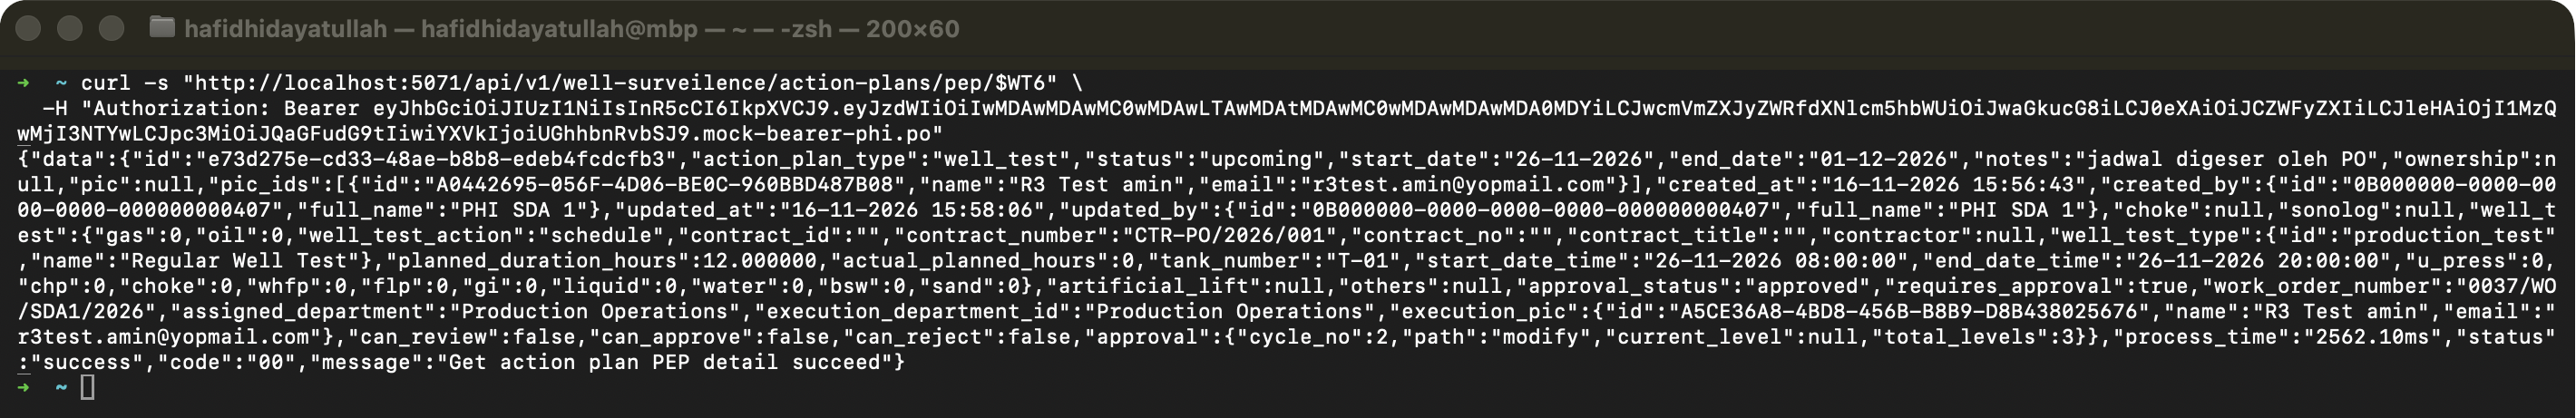 hafidhidayatullah — hafidhidayatullah@mbp — ~ — -zsh — 200×60
➜  ~ curl -s "http://localhost:5071/api/v1/well-surveilence/action-plans/pep/$WT6" \
  -H "Authorization: Bearer eyJhbGciOiJIUzI1NiIsInR5cCI6IkpXVCJ9.eyJzdWIiOiIwMDAwMDAwMC0wMDAwLTAwMDAtMDAwMC0wMDAwMDAwMDA0MDYiLCJwcmVmZXJyZWRfdXNlcm5hbWUiOiJwaGkucG8iLCJ0eXAiOiJCZWFyZXIiLCJleHAiOjI1MzQ
wMjI3NTYwLCJpc3MiOiJQaGFudG9tIiwiYXVkIjoiUGhhbnRvbSJ9.mock-bearer-phi.po"
{"data":{"id":"e73d275e-cd33-48ae-b8b8-edeb4fcdcfb3","action_plan_type":"well_test","status":"upcoming","start_date":"26-11-2026","end_date":"01-12-2026","notes":"jadwal digeser oleh PO","ownership":n
ull,"pic":null,"pic_ids":[{"id":"A0442695-056F-4D06-BE0C-960BBD487B08","name":"R3 Test amin","email":"r3test.amin@yopmail.com"}],"created_at":"16-11-2026 15:56:43","created_by":{"id":"0B000000-0000-00
00-0000-000000000407","full_name":"PHI SDA 1"},"updated_at":"16-11-2026 15:58:06","updated_by":{"id":"0B000000-0000-0000-0000-000000000407","full_name":"PHI SDA 1"},"choke":null,"sonolog":null,"well_t
est":{"gas":0,"oil":0,"well_test_action":"schedule","contract_id":"","contract_number":"CTR-PO/2026/001","contract_no":"","contract_title":"","contractor":null,"well_test_type":{"id":"production_test"
,"name":"Regular Well Test"},"planned_duration_hours":12.000000,"actual_planned_hours":0,"tank_number":"T-01","start_date_time":"26-11-2026 08:00:00","end_date_time":"26-11-2026 20:00:00","u_press":0,
"chp":0,"choke":0,"whfp":0,"flp":0,"gi":0,"liquid":0,"water":0,"bsw":0,"sand":0},"artificial_lift":null,"others":null,"approval_status":"approved","requires_approval":true,"work_order_number":"0037/WO
/SDA1/2026","assigned_department":"Production Operations","execution_department_id":"Production Operations","execution_pic":{"id":"A5CE36A8-4BD8-456B-B8B9-D8B438025676","name":"R3 Test amin","email":"
r3test.amin@yopmail.com"},"can_review":false,"can_approve":false,"can_reject":false,"approval":{"cycle_no":2,"path":"modify","current_level":null,"total_levels":3}},"process_time":"2562.10ms","status"
:"success","code":"00","message":"Get action plan PEP detail succeed"}
➜  ~